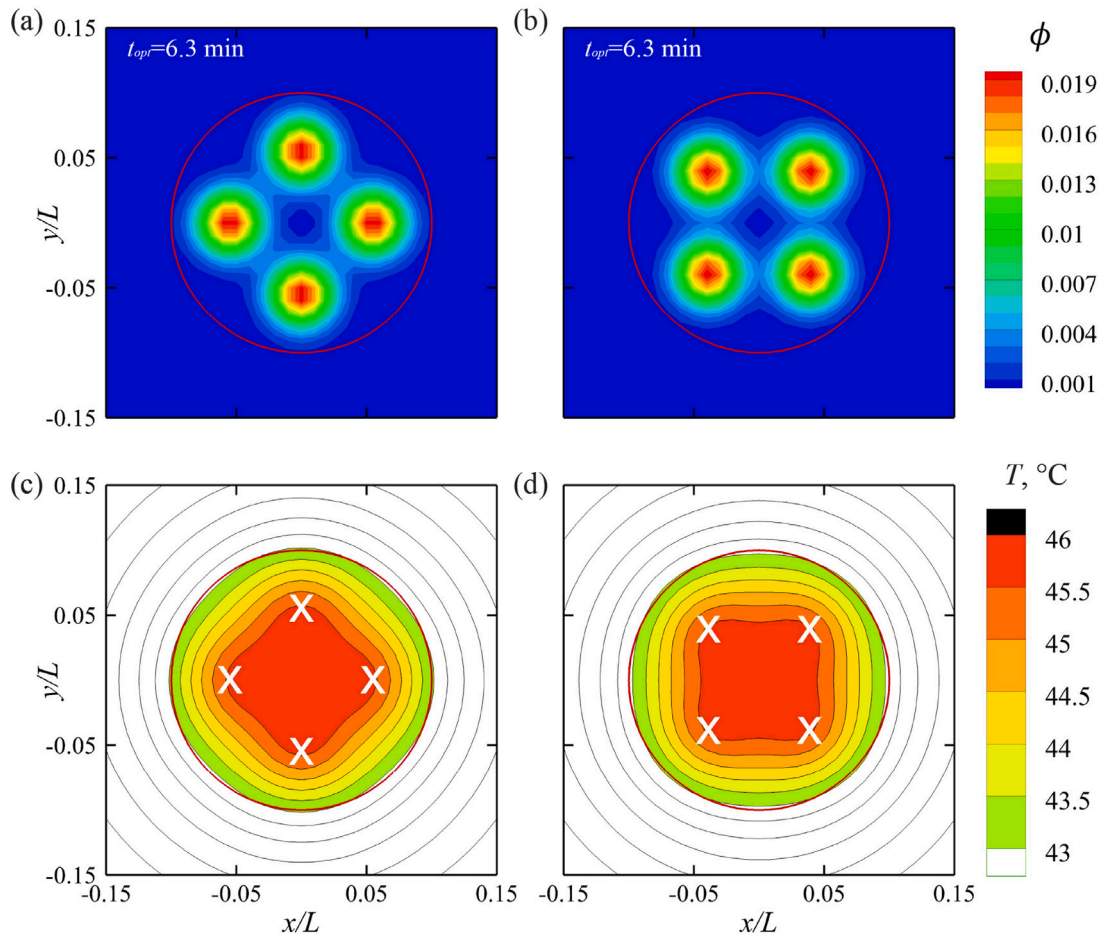 (a)
0.15
t_opt=6.3 min
0.05
y/L
-0.05
-0.15
(b)
t_opt=6.3 min
ϕ
0.019
0.016
0.013
0.01
0.007
0.004
0.001
(c)
0.15
0.05
y/L
-0.05
-0.15
X
X X
X
-0.15 -0.05 0.05 0.15
x/L
(d)
X X
X X
-0.05 0.05 0.15
x/L
T, °C
46
45.5
45
44.5
44
43.5
43